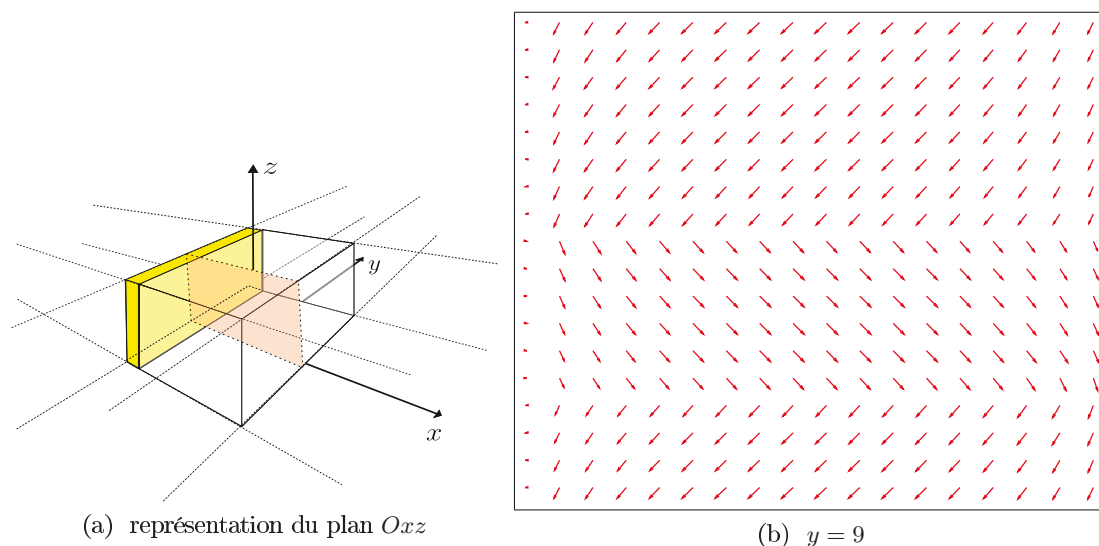 z
y
x
(a) représentation du plan Oxz
(b) y = 9